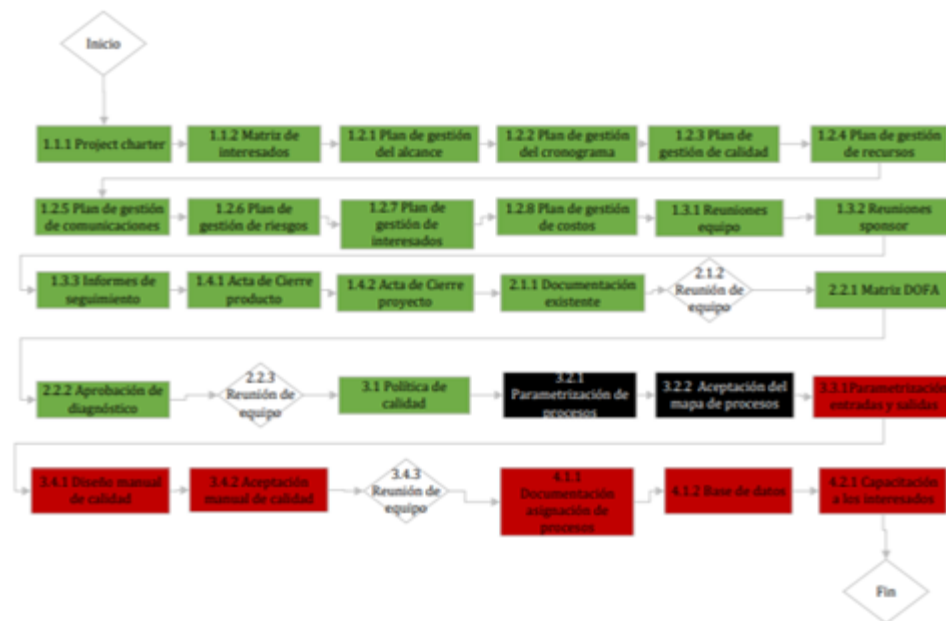 Inicio
1.1.1 Project charter
1.1.2 Matriz de
interesados
1.2.1 Plan de gestión
del alcance
1.2.2 Plan de gestión
del cronograma
1.2.3 Plan de
gestión de calidad
1.2.4 Plan de gestión
de recursos
1.2.5 Plan de gestión
de comunicaciones
1.2.6 Plan de
gestión de riesgos
1.2.7 Plan de
gestión de
interesados
1.2.8 Plan de gestión
de costos
1.3.1 Reuniones
equipo
1.3.2 Reuniones
sponsor
1.3.3 Informes de
seguimiento
1.4.1 Acta de Cierre
producto
1.4.2 Acta de Cierre
proyecto
2.1.1 Documentación
existente
2.1.2
Reunión de
equipo
2.2.1 Matriz DOFA
2.2.2 Aprobación de
diagnóstico
2.2.3
Reunión de
equipo
3.1 Política de
calidad
3.2.1
Parametrización
de procesos
3.2.2 Aceptación del
mapa de procesos
3.3.1 Parametrización
entradas y salidas
3.4.1 Diseño manual
de calidad
3.4.2 Aceptación
manual de calidad
3.4.3
Reunión de
equipo
4.1.1
Documentación
asignación de
procesos
4.1.2 Base de datos
4.2.1 Capacitación
a los interesados
Fin